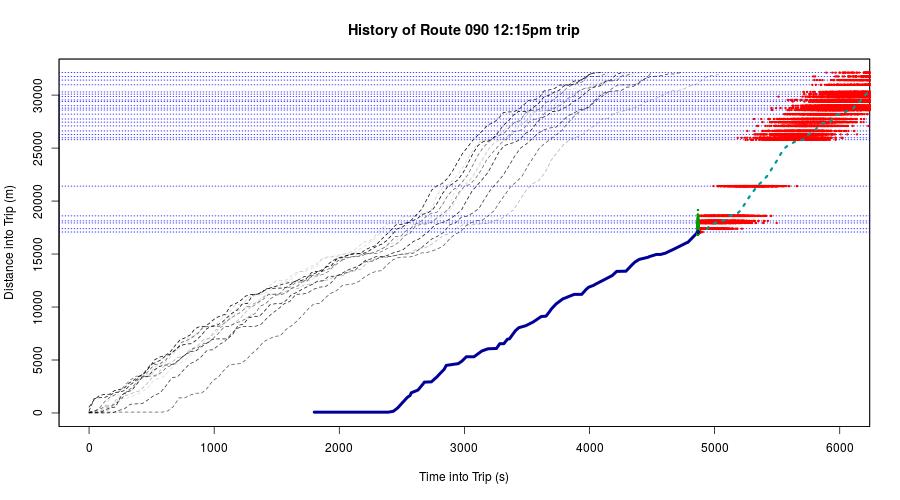 History of Route 090 12:15pm trip
Distance into Trip (m)
30000
25000
20000
15000
10000
5000
0
0 1000 2000 3000 4000 5000 6000
Time into Trip (s)